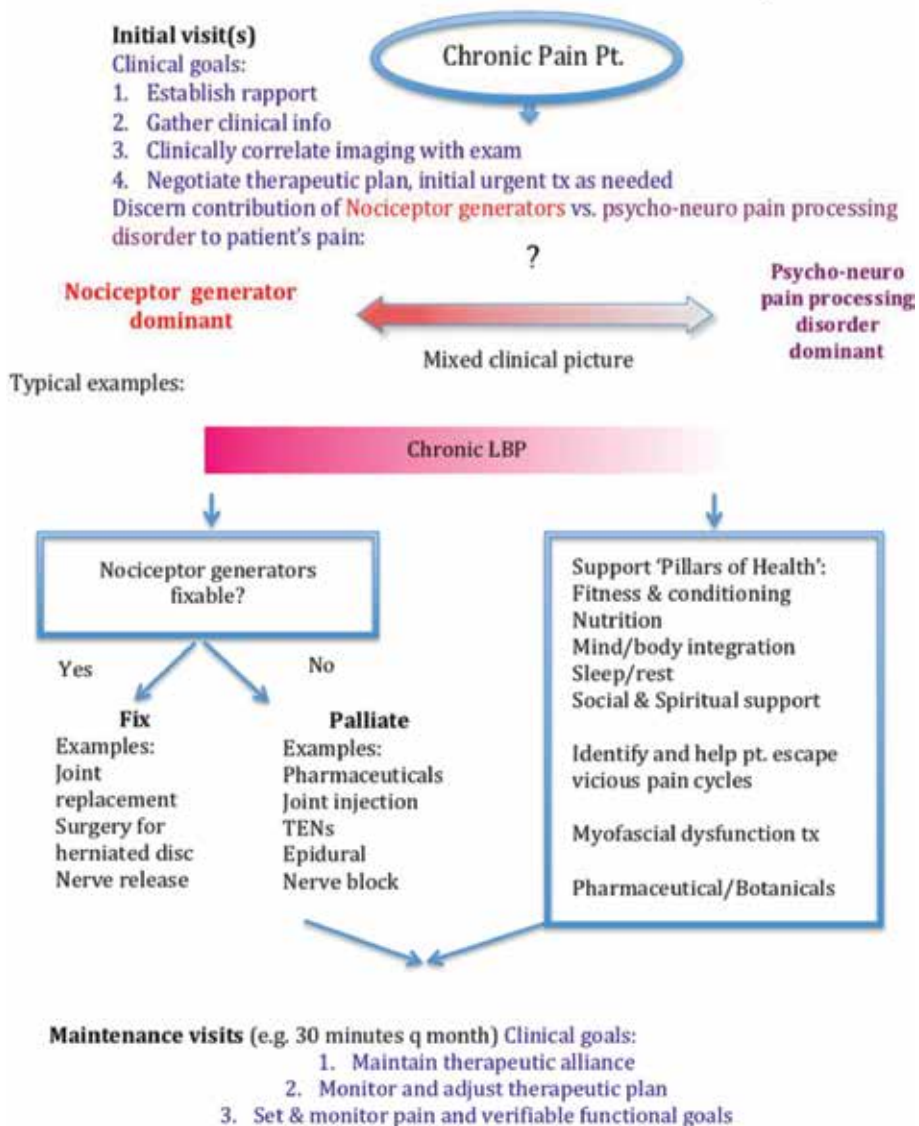 Initial visit(s)
Chronic Pain Pt.
Clinical goals:
1. Establish rapport
2. Gather clinical info
3. Clinically correlate imaging with exam
4. Negotiate therapeutic plan, initial urgent tx as needed
Discern contribution of Nociceptor generators vs. psycho-neuro pain processing
disorder to patient's pain:
?
Nociceptor generator
dominant
Psycho-neuro
pain processing
disorder
dominant
Mixed clinical picture
Typical examples:
Chronic LBP
Nociceptor generators
fixable?
Yes
No
Fix
Examples:
Joint
replacement
Surgery for
herniated disc
Nerve release
Palliate
Examples:
Pharmaceuticals
Joint injection
TENs
Epidural
Nerve block
Support 'Pillars of Health':
Fitness & conditioning
Nutrition
Mind/body integration
Sleep/rest
Social & Spiritual support
Identify and help pt. escape
vicious pain cycles
Myofascial dysfunction tx
Pharmaceutical/Botanicals
Maintenance visits (e.g. 30 minutes q month) Clinical goals:
1. Maintain therapeutic alliance
2. Monitor and adjust therapeutic plan
3. Set & monitor pain and verifiable functional goals